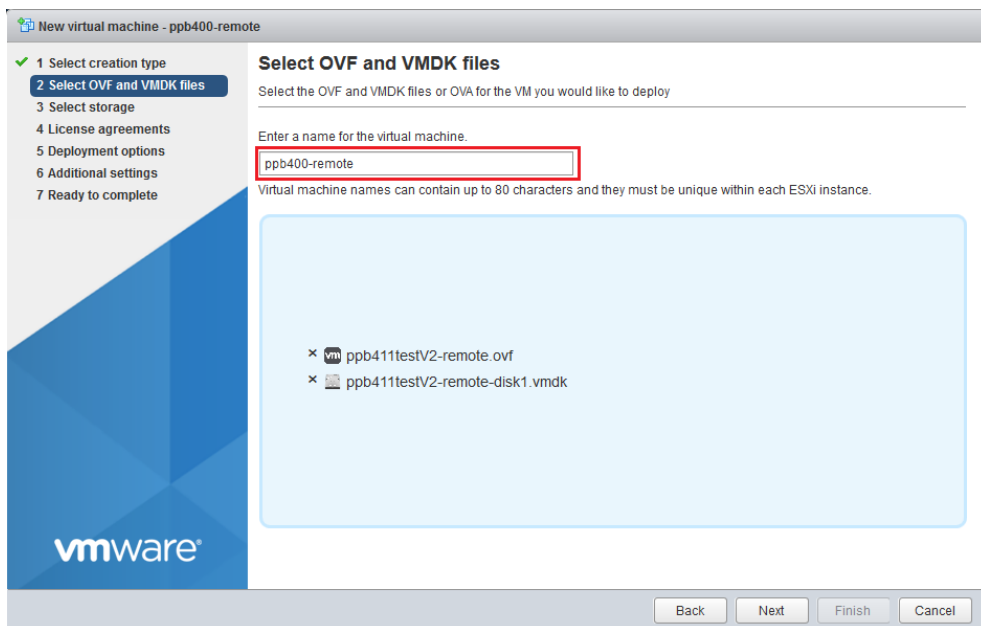 New virtual machine - ppb400-remote
1 Select creation type
2 Select OVF and VMDK files
3 Select storage
4 License agreements
5 Deployment options
6 Additional settings
7 Ready to complete
Select OVF and VMDK files
Select the OVF and VMDK files or OVA for the VM you would like to deploy
Enter a name for the virtual machine.
ppb400-remote
Virtual machine names can contain up to 80 characters and they must be unique within each ESXi instance.
× vm ppb411testV2-remote.ovf
× ppb411testV2-remote-disk1.vmdk
vmware®
Back Next Finish Cancel